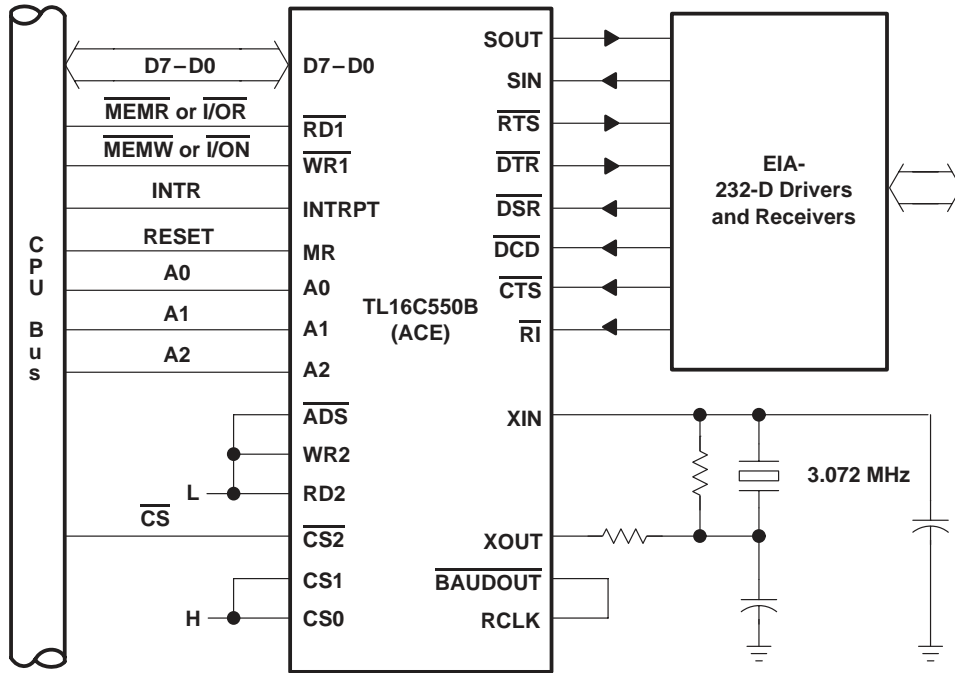 CPU Bus
D7–D0
MEMR or I/OR
MEMW or I/ON
INTR
RESET
A0
A1
A2
L
CS
H
D7–D0
RD1
WR1
INTRPT
MR
A0
A1
A2
ADS
WR2
RD2
CS2
CS1
CS0
TL16C550B
(ACE)
SOUT
SIN
RTS
DTR
DSR
DCD
CTS
RI
XIN
XOUT
BAUDOUT
RCLK
EIA-
232-D Drivers
and Receivers
3.072 MHz